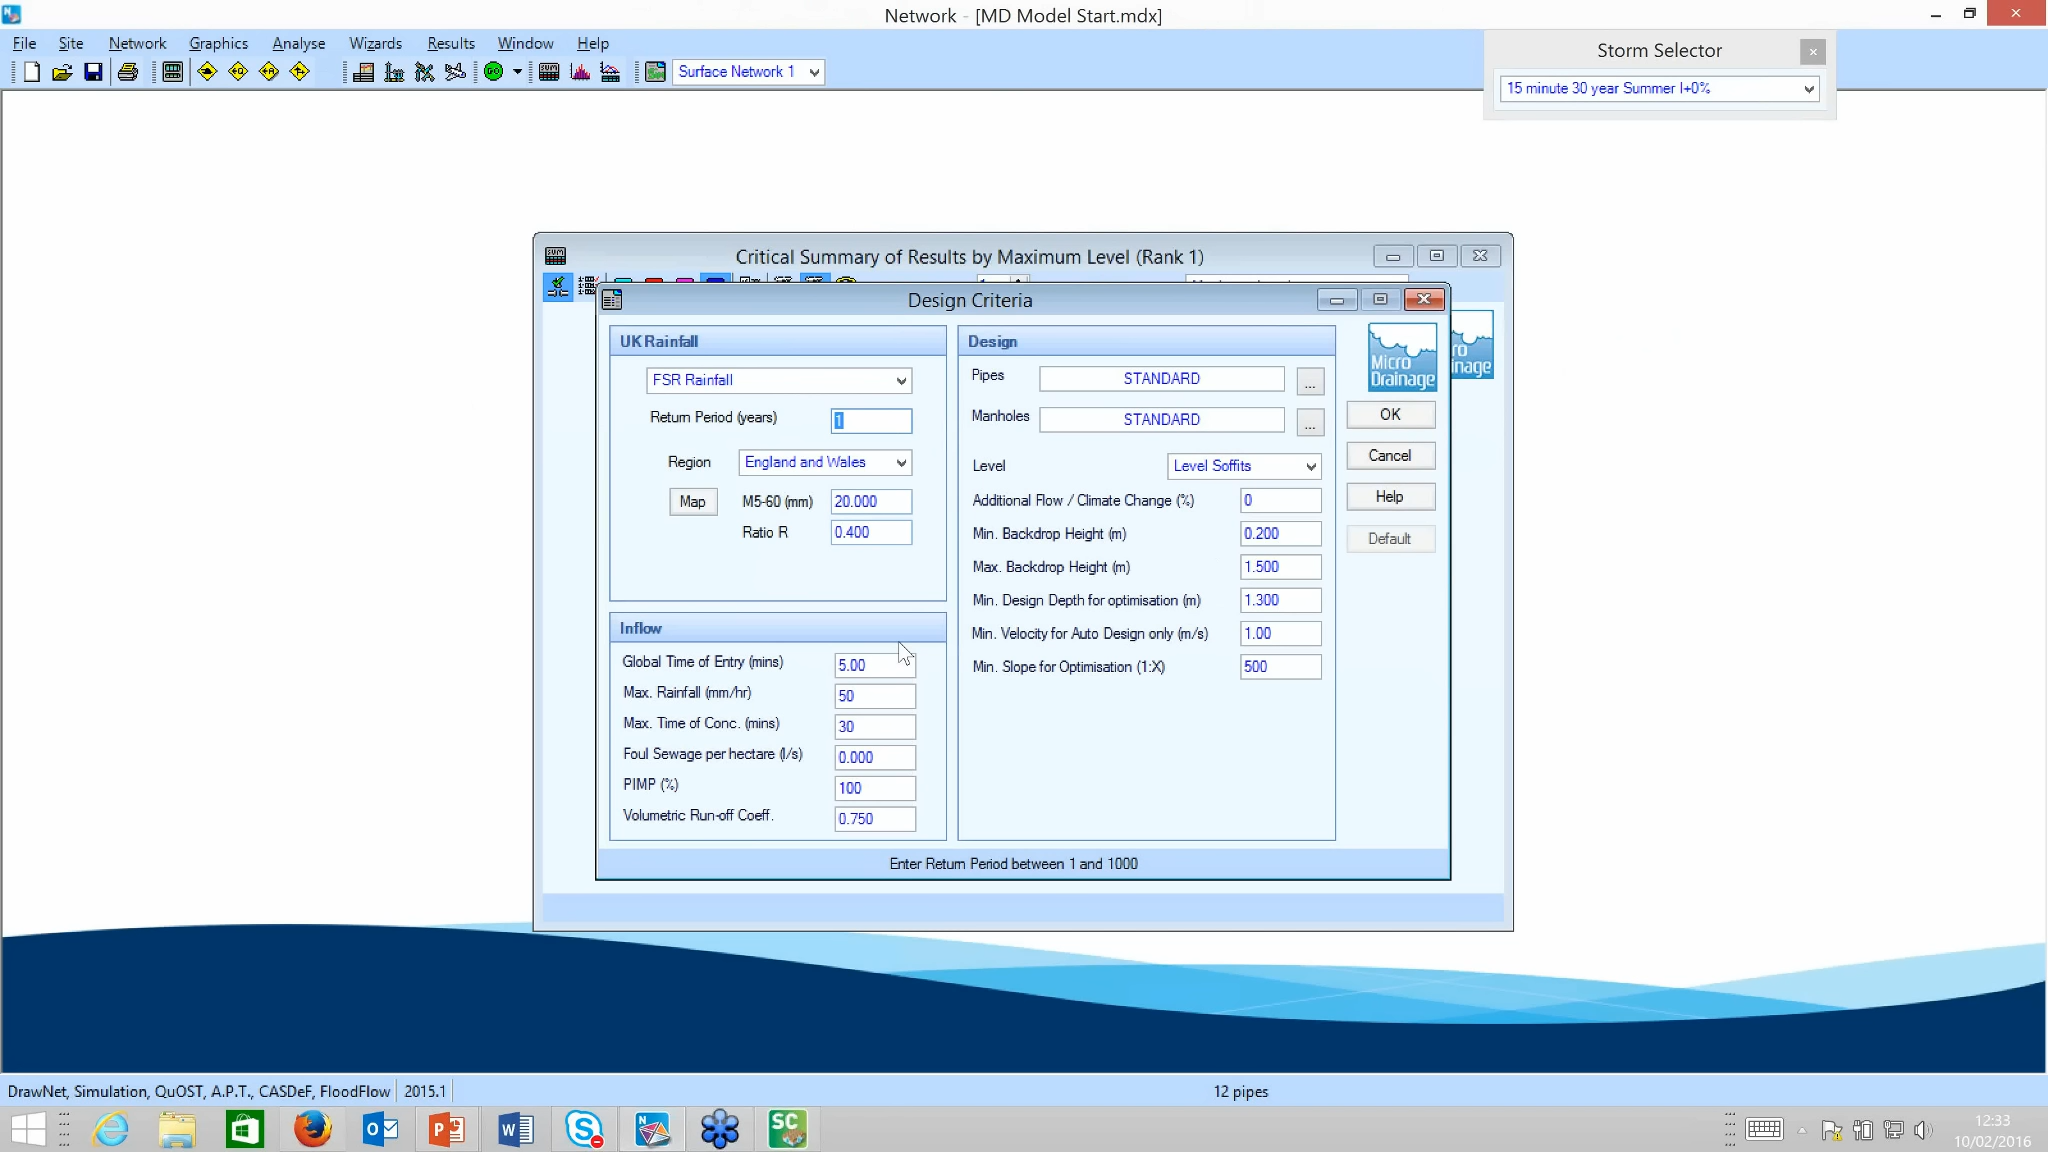 Network - [MD Model Start.mdx]
File Site Network Graphics Analyse Wizards Results Window Help
Storm Selector
Surface Network 1
15 minute 30 year Summer I+0%
Critical Summary of Results by Maximum Level (Rank 1)
Design Criteria
UK Rainfall
FSR Rainfall
Return Period (years) 1
Region England and Wales
Map M5-60 (mm) 20.000
Ratio R 0.400
Inflow
Global Time of Entry (mins) 5.00
Max. Rainfall (mm/hr) 50
Max. Time of Conc. (mins) 30
Foul Sewage per hectare (l/s) 0.000
PIMP (%) 100
Volumetric Run-off Coeff. 0.750
Design
Pipes STANDARD ...
Manholes STANDARD ...
Level Level Soffits
Additional Flow / Climate Change (%) 0
Min. Backdrop Height (m) 0.200
Max. Backdrop Height (m) 1.500
Min. Design Depth for optimisation (m) 1.300
Min. Velocity for Auto Design only (m/s) 1.00
Min. Slope for Optimisation (1:X) 500
Micro
Drainage
OK
Cancel
Help
Default
Enter Return Period between 1 and 1000
DrawNet, Simulation, QuOST, A.P.T., CASDeF, FloodFlow 2015.1 12 pipes
12:33
10/02/2016